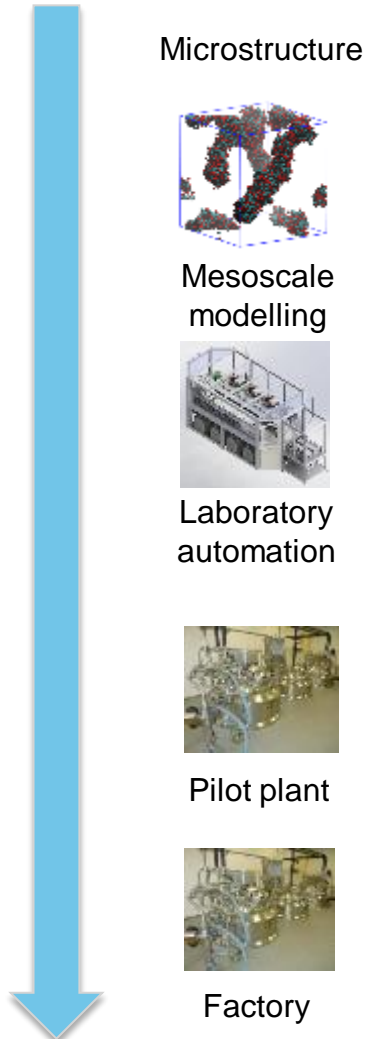 Microstructure
Mesoscale
modelling
Laboratory
automation
Pilot plant
Factory